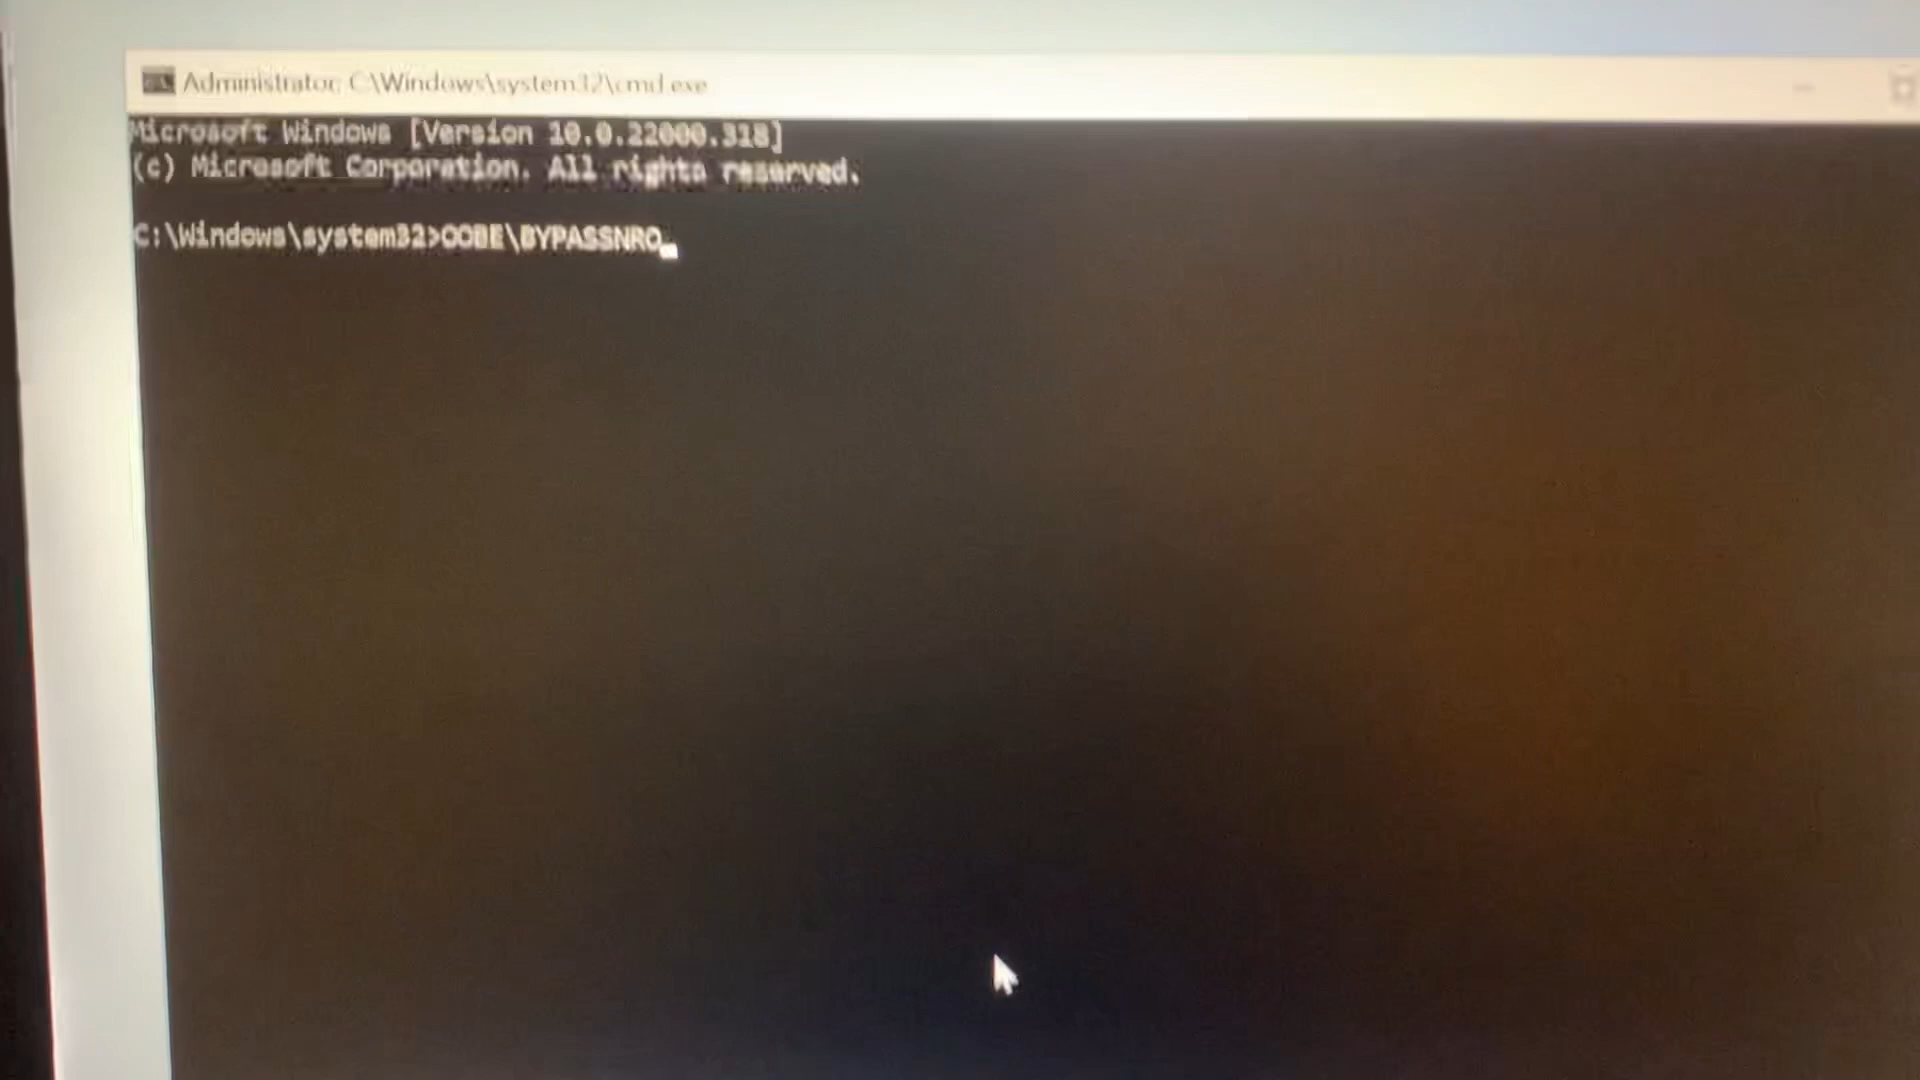 Administrator: C:\Windows\system32\cmd.exe
Microsoft Windows [Version 10.0.22000.318]
(c) Microsoft Corporation. All rights reserved.
C:\Windows\system32>OOBE\BYPASSNRO